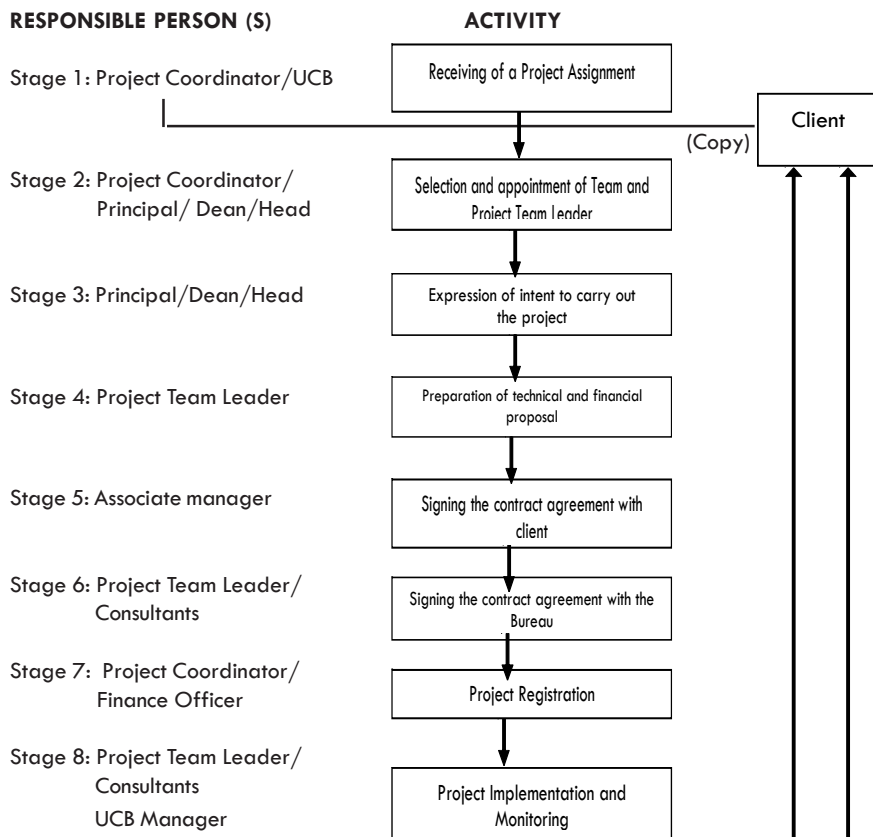 RESPONSIBLE PERSON (S)
ACTIVITY
Stage 1: Project Coordinator/UCB
Receiving of a Project Assignment
Client
(Copy)
Stage 2: Project Coordinator/
Principal/ Dean/Head
Selection and appointment of Team and
Project Team Leader
Stage 3: Principal/Dean/Head
Expression of intent to carry out
the project
Stage 4: Project Team Leader
Preparation of technical and financial
proposal
Stage 5: Associate manager
Signing the contract agreement with
client
Stage 6: Project Team Leader/
Consultants
Signing the contract agreement with the
Bureau
Stage 7: Project Coordinator/
Finance Officer
Project Registration
Stage 8: Project Team Leader/
Consultants
UCB Manager
Project Implementation and
Monitoring